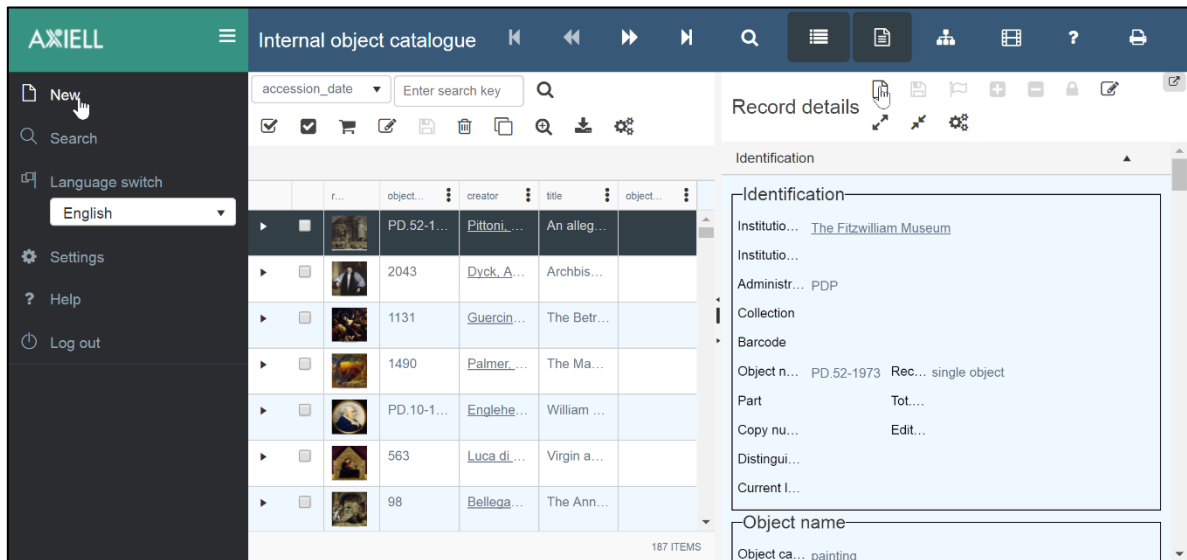 AXIELL
Internal object catalogue
?
New
Search
Language switch
English
Settings
? Help
Log out
accession_date
Enter search key
r...
object...
creator
title
object...
PD.52-1...
Pittoni, ...
An alleg...
2043
Dyck, A...
Archbis...
1131
Guercin...
The Betr...
1490
Palmer, ...
The Ma...
PD.10-1...
Englehe...
William ...
563
Luca di ...
Virgin a...
98
Bellega...
The Ann...
187 ITEMS
Record details
Identification
Identification
Institutio... The Fitzwilliam Museum
Institutio...
Administr... PDP
Collection
Barcode
Object n... PD.52-1973 Rec... single object
Part Tot....
Copy nu... Edit...
Distingui...
Current l...
Object name
Object ca... painting